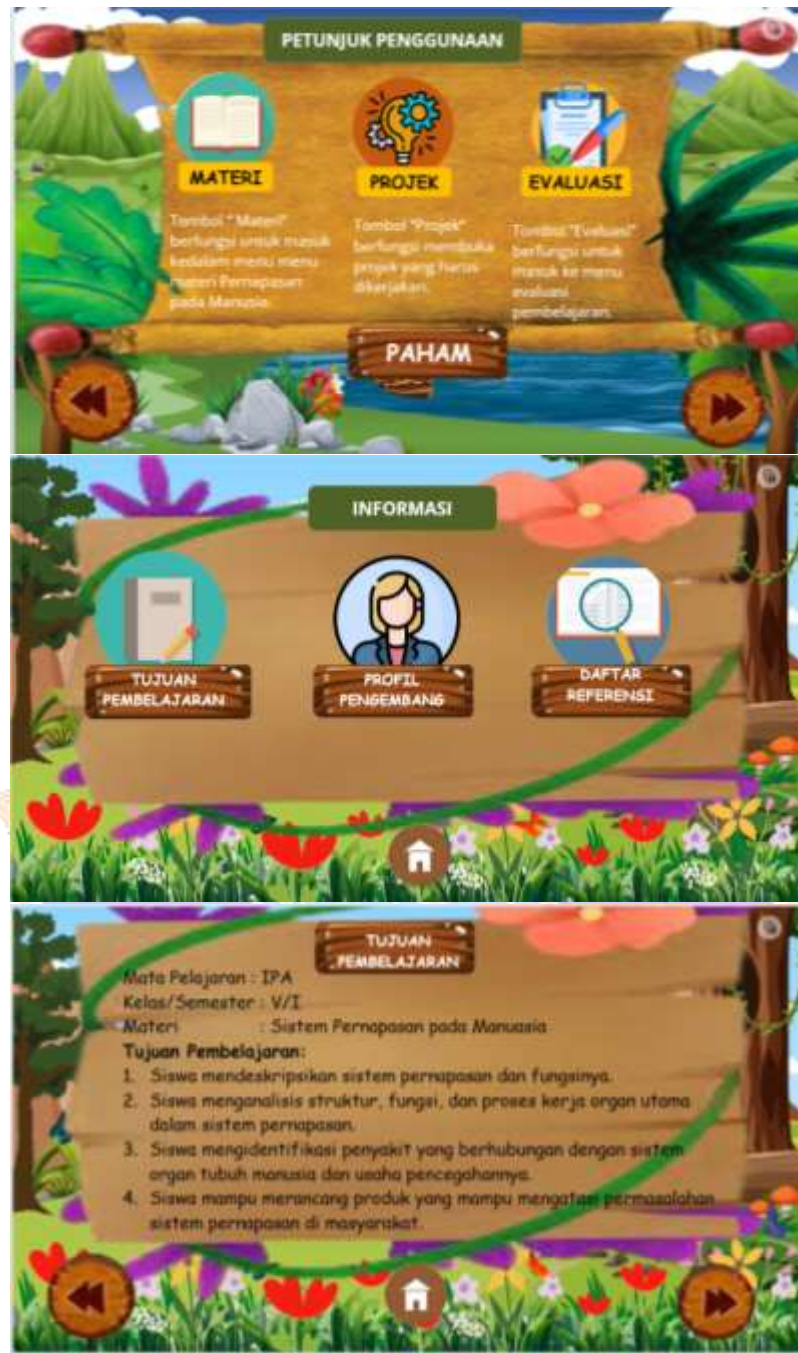 PETUNJUK PENGGUNAAN
MATERI
Tombol "Materi"
berfungsi untuk masuk
kedalam menu menu
materi Pernapasan
pada Manusia.
PROJEK
Tombol "Projek"
berfungsi membuka
projek yang harus
dikerjakan.
EVALUASI
Tombol "Evaluasi"
berfungsi untuk
masuk ke menu
evaluasi
pembelajaran.
PAHAM
INFORMASI
TUJUAN
PEMBELAJARAN
PROFIL
PENGEMBANG
DAFTAR
REFERENSI
TUJUAN
PEMBELAJARAN
Mata Pelajaran : IPA
Kelas/Semester : V/I
Materi : Sistem Pernapasan pada Manuasia
Tujuan Pembelajaran:
1. Siswa mendeskripsikan sistem pernapasan dan fungsinya.
2. Siswa menganalisis struktur, fungsi, dan proses kerja organ utama
dalam sistem pernapasan.
3. Siswa mengidentifikasi penyakit yang berhubungan dengan sistem
organ tubuh manusia dan usaha pencegahannya.
4. Siswa mampu merancang produk yang mampu mengatasi permasalahan
sistem pernapasan di masyarakat.